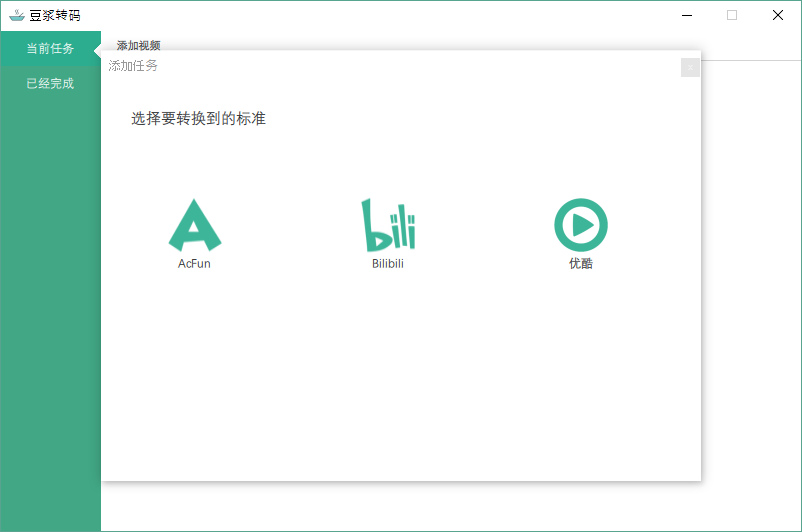 豆浆转码
当前任务
已经完成
添加视频
添加任务
x
选择要转换到的标准
AcFun
bili
Bilibili
优酷